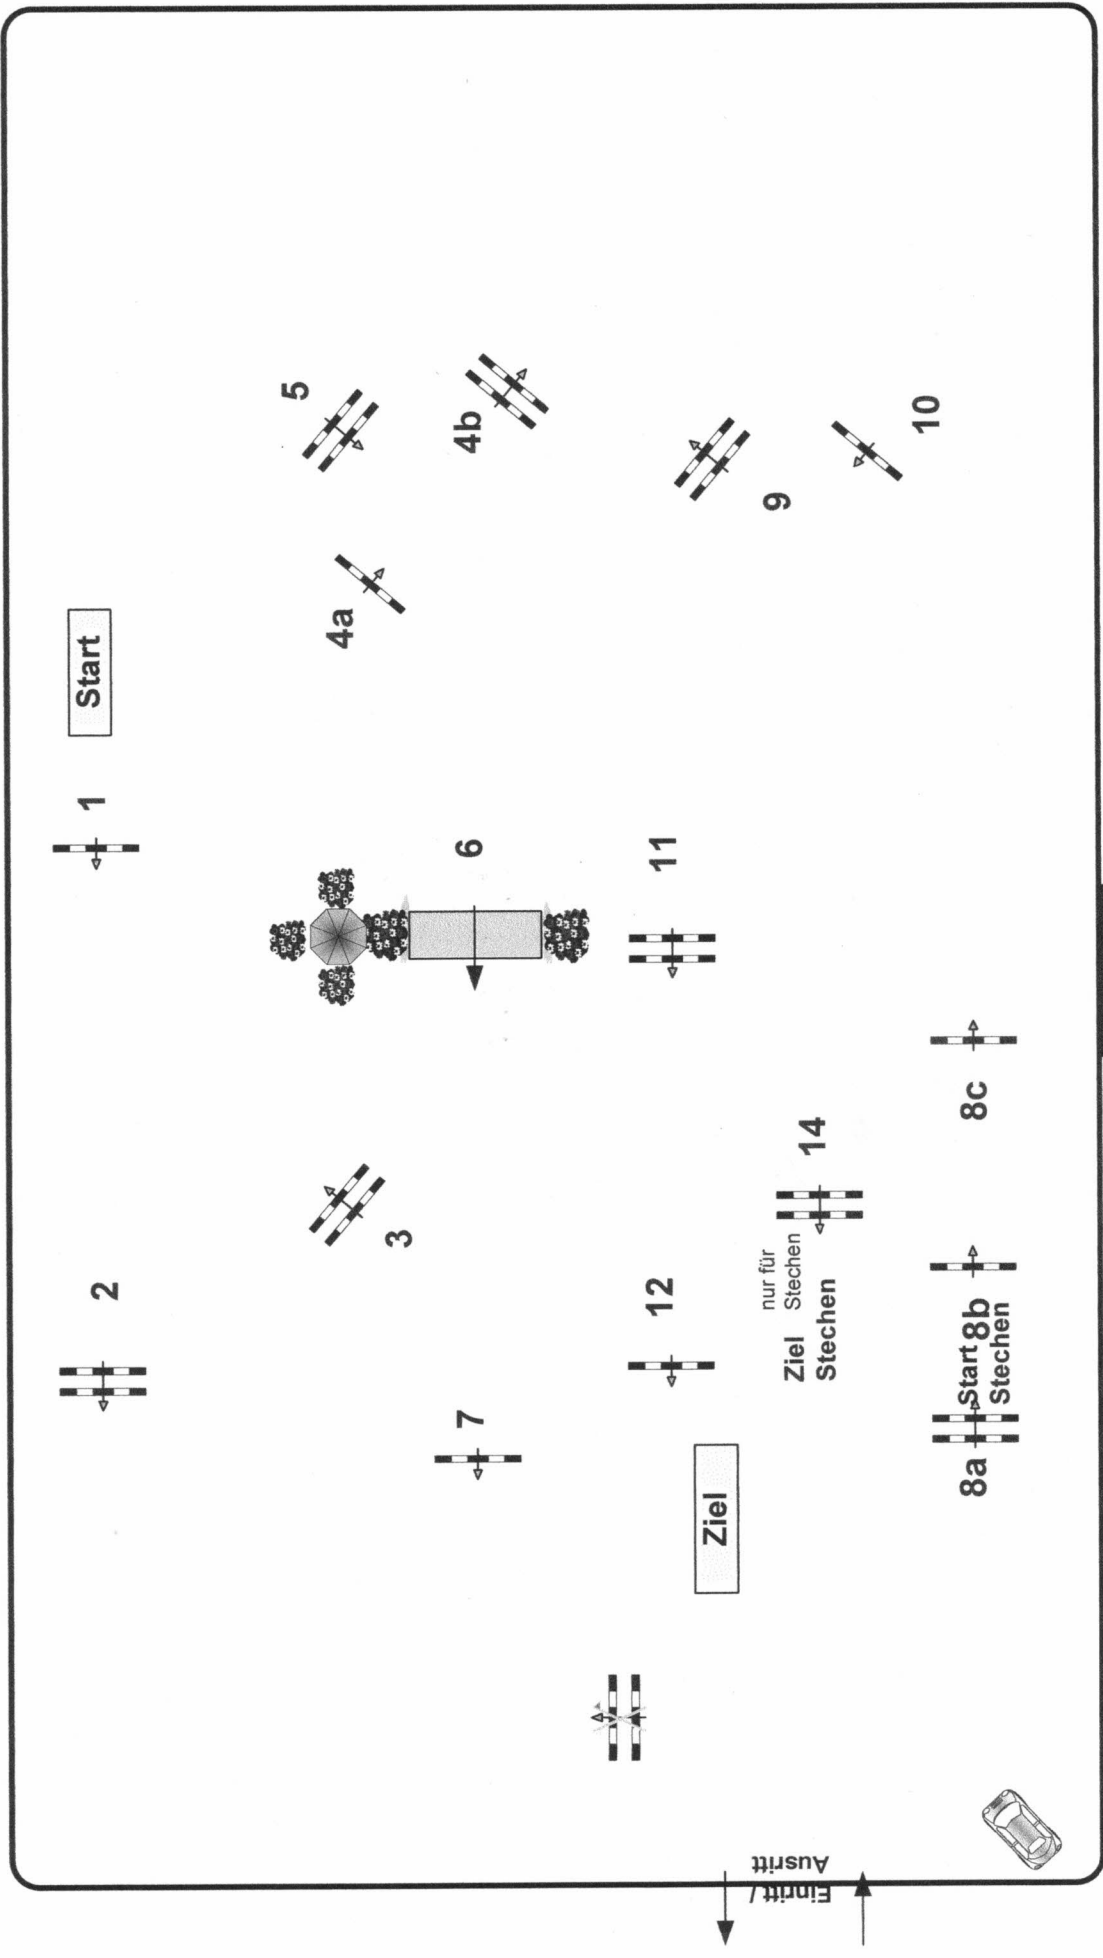 Start
1
2
3
4a
4b
5
6
7
8a
8b
8c
Start
Stechen
9
10
11
12
14
nur für
Stechen
Ziel
Stechen
Ziel
Einritt /
Ausritt